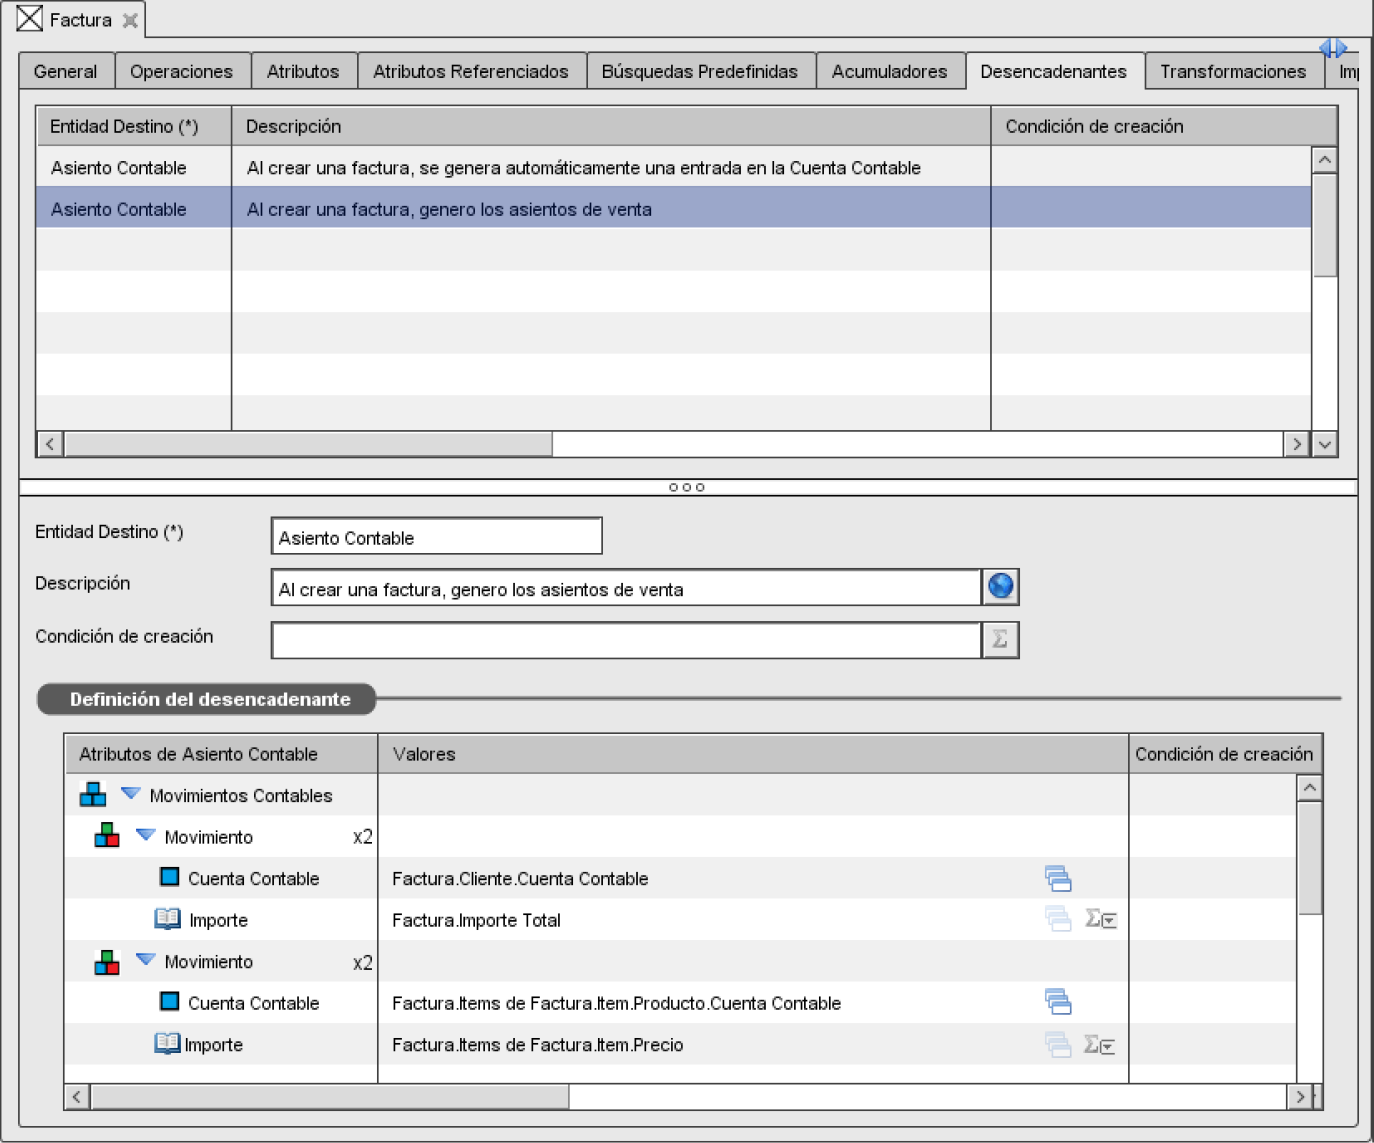 Factura
General Operaciones Atributos Atributos Referenciados Búsquedas Predefinidas Acumuladores Desencadenantes Transformaciones
Entidad Destino (*) Descripción Condición de creación
Asiento Contable Al crear una factura, se genera automáticamente una entrada en la Cuenta Contable
Asiento Contable Al crear una factura, genero los asientos de venta
Entidad Destino (*) Asiento Contable
Descripción Al crear una factura, genero los asientos de venta
Condición de creación Σ
Definición del desencadenante
Atributos de Asiento Contable Valores Condición de creación
Movimientos Contables
Movimiento x2
Cuenta Contable Factura.Cliente.Cuenta Contable
Importe Factura.Importe Total Σ
Movimiento x2
Cuenta Contable Factura.Items de Factura.Item.Producto.Cuenta Contable
Importe Factura.Items de Factura.Item.Precio Σ